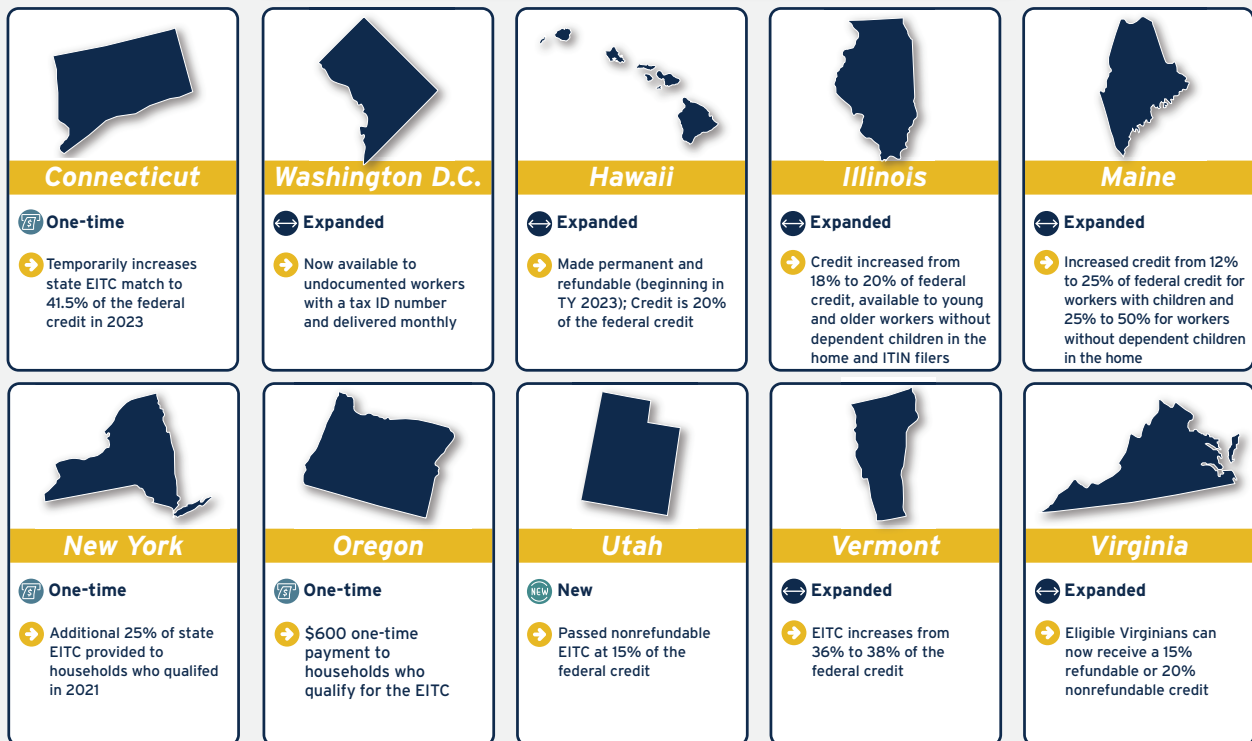 Connecticut
One-time
Temporarily increases
state EITC match to
41.5% of the federal
credit in 2023
Washington D.C.
Expanded
Now available to
undocumented workers
with a tax ID number
and delivered monthly
Hawaii
Expanded
Made permanent and
refundable (beginning in
TY 2023); Credit is 20%
of the federal credit
Illinois
Expanded
Credit increased from
18% to 20% of federal
credit, available to young
and older workers without
dependent children in the
home and ITIN filers
Maine
Expanded
Increased credit from 12%
to 25% of federal credit for
workers with children and
25% to 50% for workers
without dependent children
in the home
New York
One-time
Additional 25% of state
EITC provided to
households who qualifed
in 2021
Oregon
One-time
$600 one-time
payment to
households who
qualify for the EITC
Utah
NEW
New
Passed nonrefundable
EITC at 15% of the
federal credit
Vermont
Expanded
EITC increases from
36% to 38% of the
federal credit
Virginia
Expanded
Eligible Virginians can
now receive a 15%
refundable or 20%
nonrefundable credit